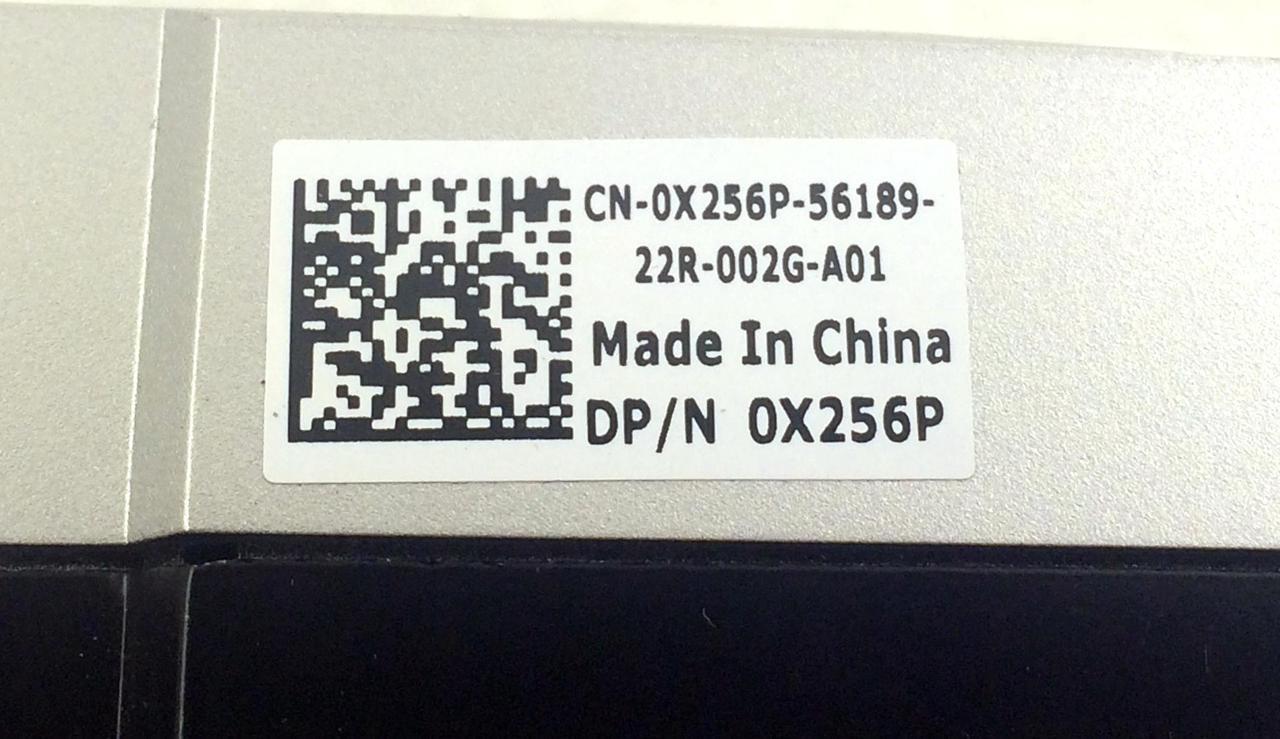 CN-0X256P-56189-
22R-002G-A01
Made In China
DP/N 0X256P